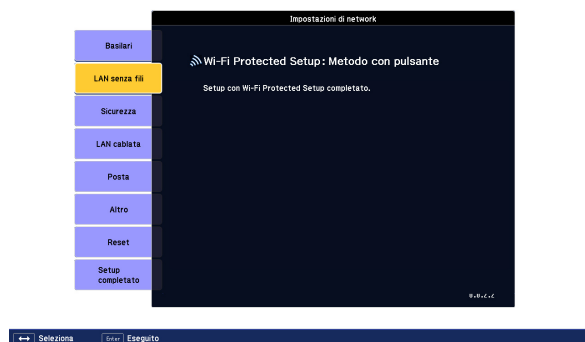 Impostazioni di network
Basilari
LAN senza fili
Sicurezza
LAN cablata
Posta
Altro
Reset
Setup
completato
Wi-Fi Protected Setup: Metodo con pulsante
Setup con Wi-Fi Protected Setup completato.
Seleziona
Enter Eseguito